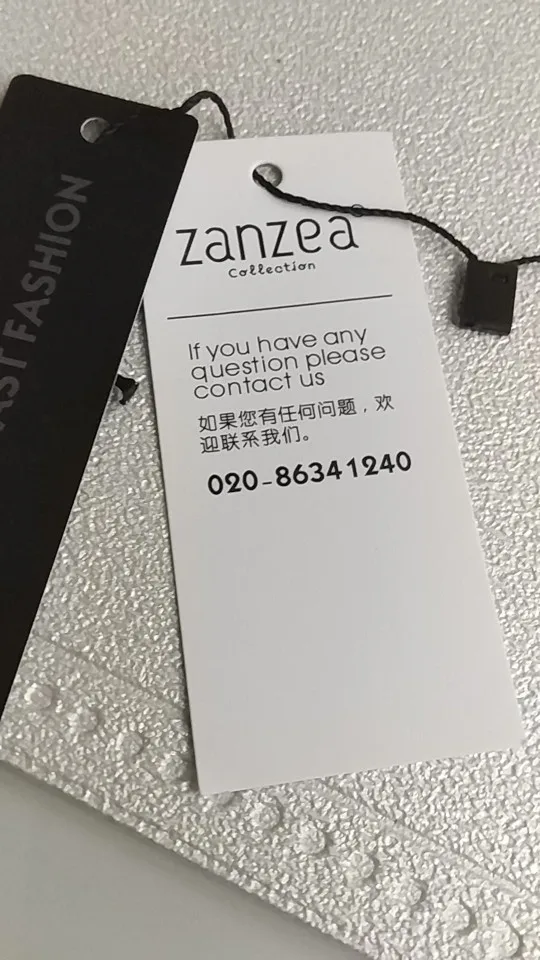 FASHION
zanzea
Collection
If you have any
question please
contact us
如果您有任何问题，欢
迎联系我们。
020-86341240